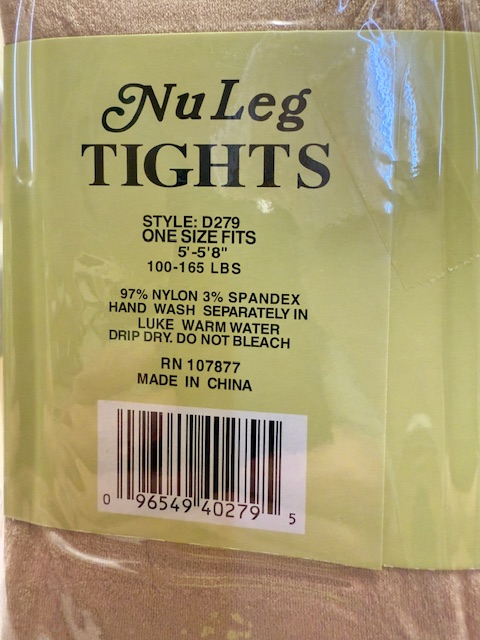 NuLeg
TIGHTS
STYLE: D279
ONE SIZE FITS
5'-5'8"
100-165 LBS
97% NYLON 3% SPANDEX
HAND WASH SEPARATELY IN
LUKE WARM WATER
DRIP DRY. DO NOT BLEACH
RN 107877
MADE IN CHINA
0 96549 40279 5